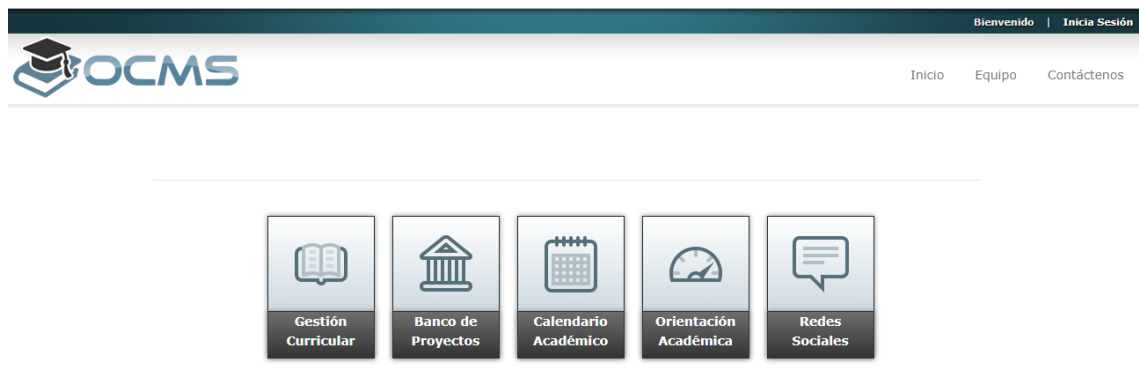 Bienvenido | Inicia Sesión
OCMS
Inicio Equipo Contáctenos
Gestión
Curricular
Banco de
Proyectos
Calendario
Académico
Orientación
Académica
Redes
Sociales